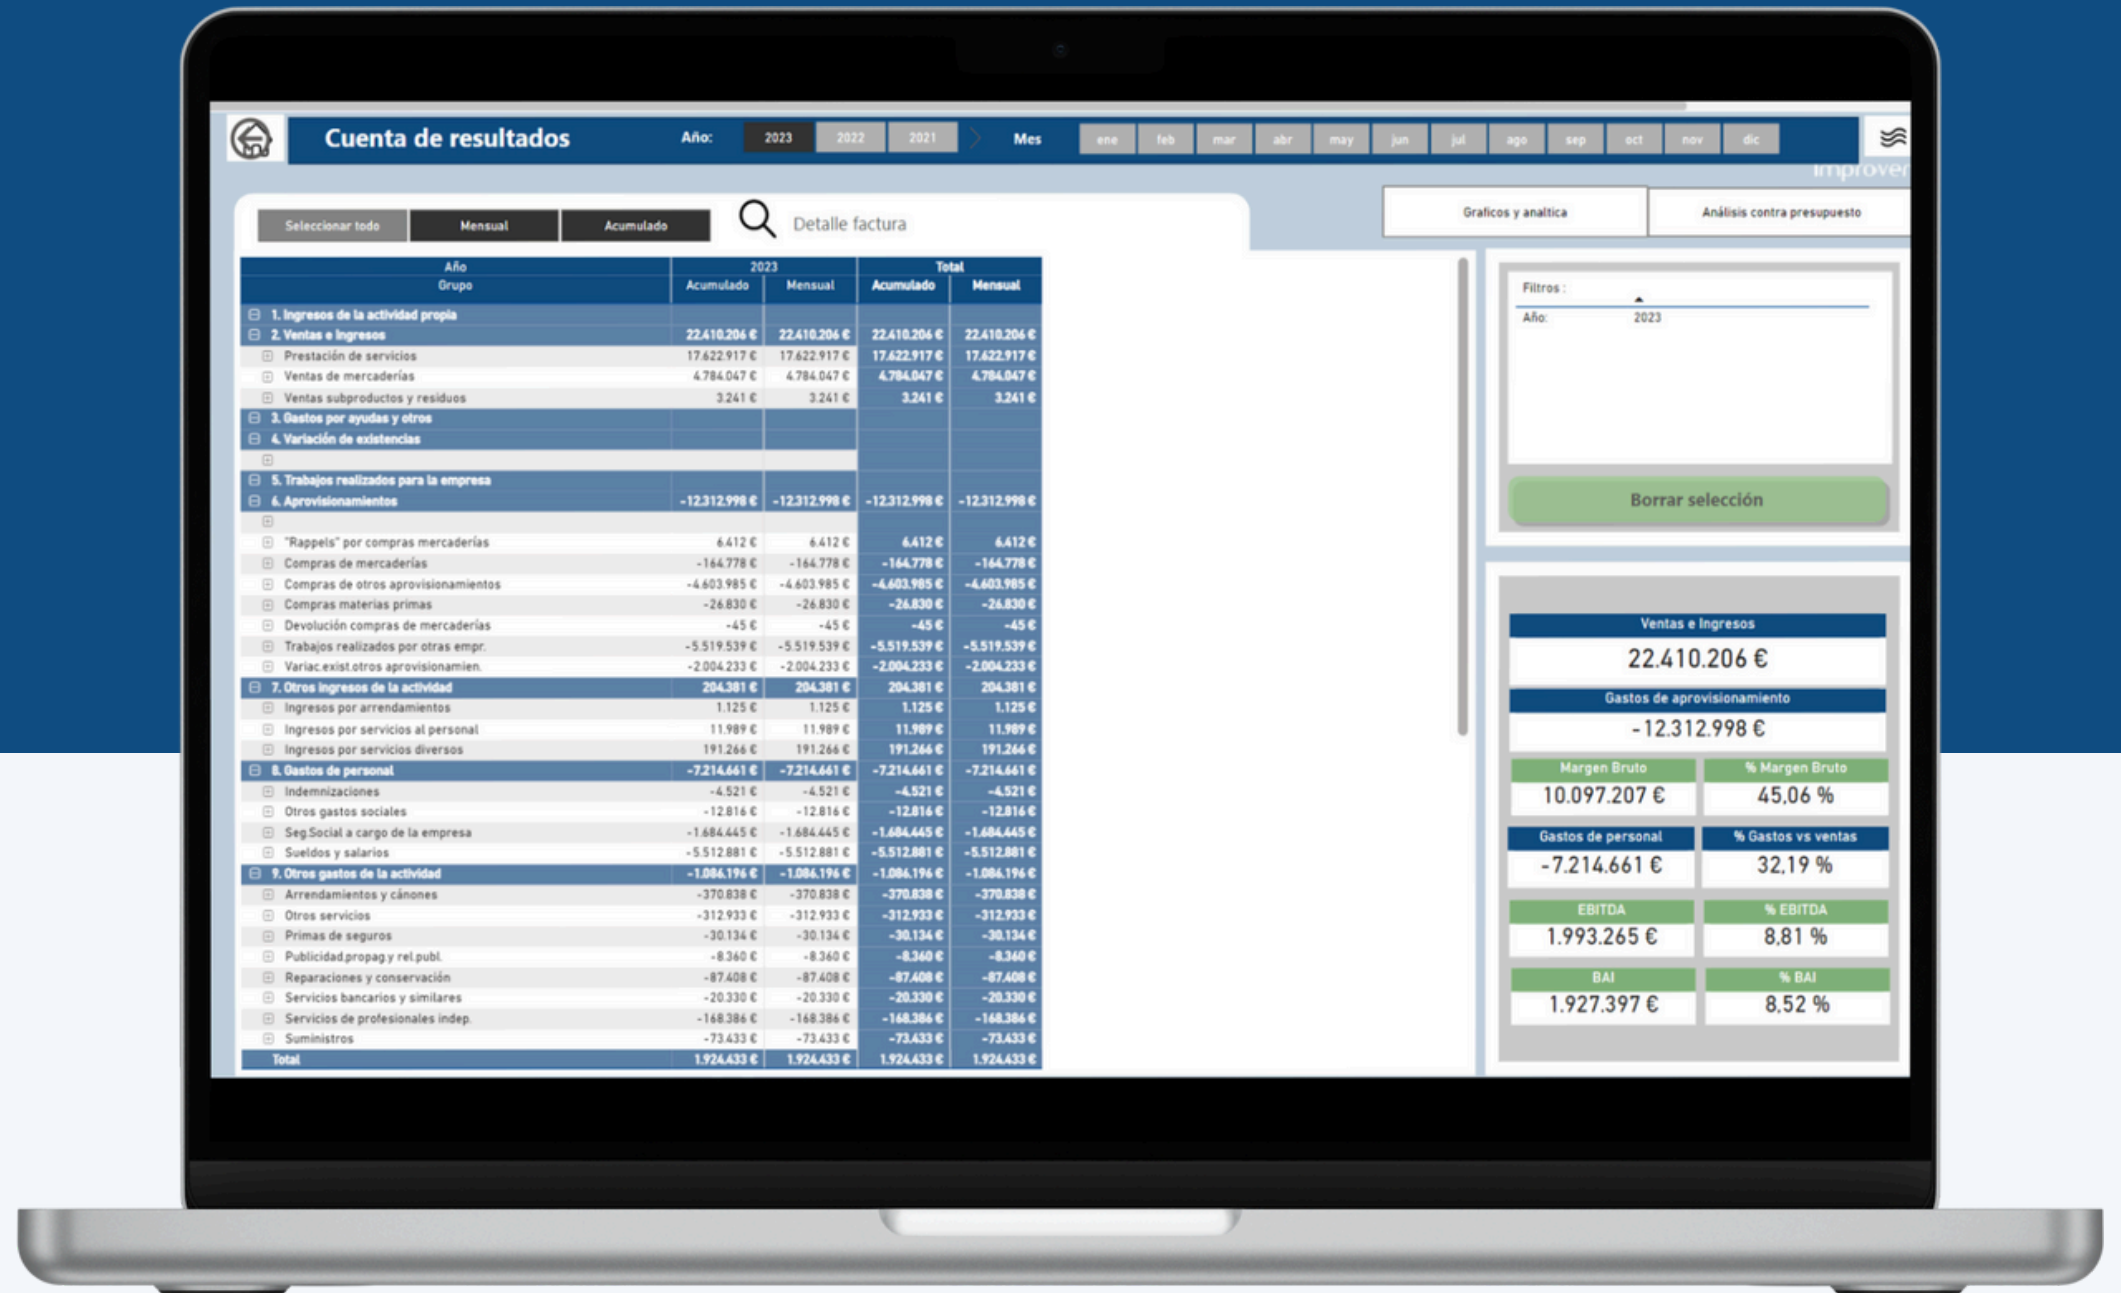 Cuenta de resultados Año: 2023 2022 2021 Mes ene feb mar abr may jun jul ago sep oct nov dic
improven
Graficos y analtica Análisis contra presupuesto
Seleccionar todo Mensual Acumulado Detalle factura
Año 2023 Total
Grupo Acumulado Mensual Acumulado Mensual
1. Ingresos de la actividad propia
2. Ventas e Ingresos 22.410.206 € 22.410.206 € 22.410.206 € 22.410.206 €
Prestación de servicios 17.622.917 € 17.622.917 € 17.622.917 € 17.622.917 €
Ventas de mercaderías 4.784.047 € 4.784.047 € 4.784.047 € 4.784.047 €
Ventas subproductos y residuos 3.241 € 3.241 € 3.241 € 3.241 €
3. Gastos por ayudas y otros
4. Variación de existencias
5. Trabajos realizados para la empresa
6. Aprovisionamientos -12.312.998 € -12.312.998 € -12.312.998 € -12.312.998 €
"Rappels" por compras mercaderías 6.412 € 6.412 € 6.412 € 6.412 €
Compras de mercaderías -164.778 € -164.778 € -164.778 € -164.778 €
Compras de otros aprovisionamientos -4.603.985 € -4.603.985 € -4.603.985 € -4.603.985 €
Compras materias primas -26.830 € -26.830 € -26.830 € -26.830 €
Devolución compras de mercaderías -45 € -45 € -45 € -45 €
Trabajos realizados por otras empr. -5.519.539 € -5.519.539 € -5.519.539 € -5.519.539 €
Variac.exist.otros aprovisionamien. -2.004.233 € -2.004.233 € -2.004.233 € -2.004.233 €
7. Otros ingresos de la actividad 204.381 € 204.381 € 204.381 € 204.381 €
Ingresos por arrendamientos 1.125 € 1.125 € 1.125 € 1.125 €
Ingresos por servicios al personal 11.989 € 11.989 € 11.989 € 11.989 €
Ingresos por servicios diversos 191.266 € 191.266 € 191.266 € 191.266 €
8. Gastos de personal -7.214.661 € -7.214.661 € -7.214.661 € -7.214.661 €
Indemnizaciones -4.521 € -4.521 € -4.521 € -4.521 €
Otros gastos sociales -12.816 € -12.816 € -12.816 € -12.816 €
Seg.Social a cargo de la empresa -1.684.445 € -1.684.445 € -1.684.445 € -1.684.445 €
Sueldos y salarios -5.512.881 € -5.512.881 € -5.512.881 € -5.512.881 €
9. Otros gastos de la actividad -1.086.196 € -1.086.196 € -1.086.196 € -1.086.196 €
Arrendamientos y cánones -370.838 € -370.838 € -370.838 € -370.838 €
Otros servicios -312.933 € -312.933 € -312.933 € -312.933 €
Primas de seguros -30.134 € -30.134 € -30.134 € -30.134 €
Publicidad,propag.y rel.publ. -8.360 € -8.360 € -8.360 € -8.360 €
Reparaciones y conservación -87.408 € -87.408 € -87.408 € -87.408 €
Servicios bancarios y similares -20.330 € -20.330 € -20.330 € -20.330 €
Servicios de profesionales indep. -168.386 € -168.386 € -168.386 € -168.386 €
Suministros -73.433 € -73.433 € -73.433 € -73.433 €
Total 1.924.433 € 1.924.433 € 1.924.433 € 1.924.433 €
Filtros :
Año: 2023
Borrar selección
Ventas e Ingresos
22.410.206 €
Gastos de aprovisionamiento
-12.312.998 €
Margen Bruto % Margen Bruto
10.097.207 € 45,06 %
Gastos de personal % Gastos vs ventas
-7.214.661 € 32,19 %
EBITDA % EBITDA
1.993.265 € 8,81 %
BAI % BAI
1.927.397 € 8,52 %